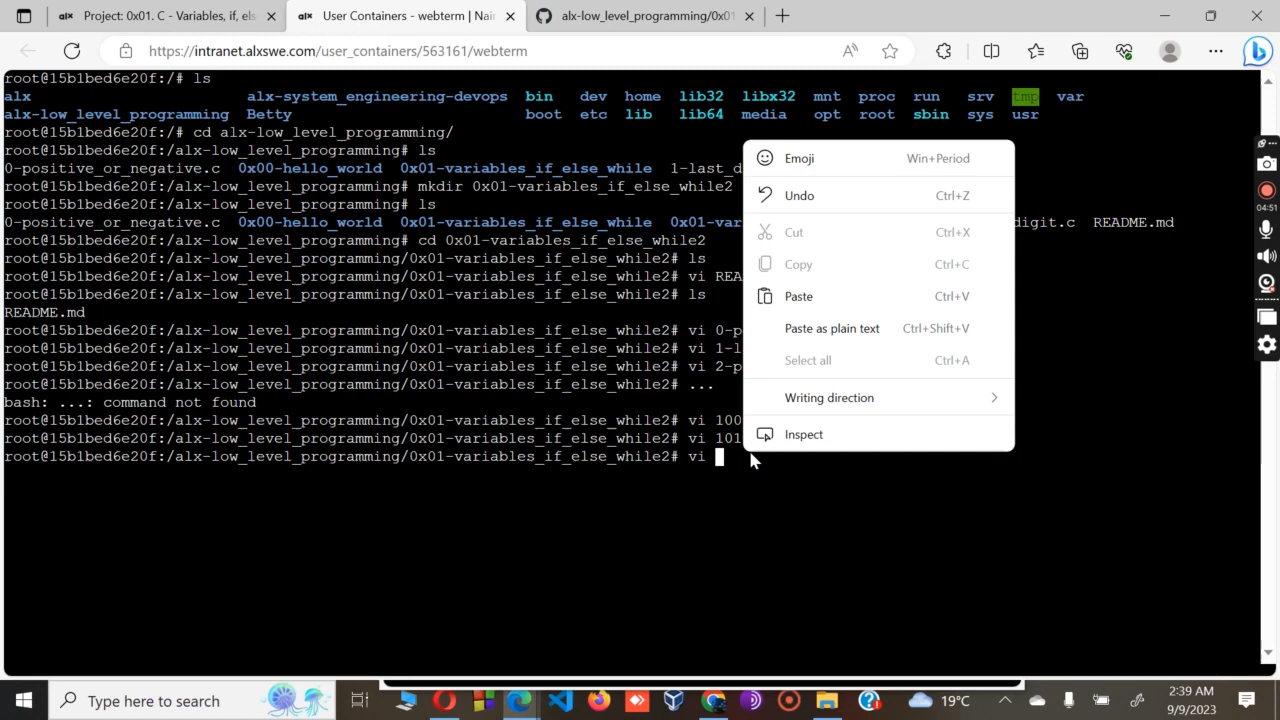 Project: 0x01. C - Variables, if, els
User Containers - webterm | Nair
alx-low_level_programming/0x01
https://intranet.alxswe.com/user_containers/563161/webterm
root@15b1bed6e20f:/# ls
alx alx-system_engineering-devops bin dev home lib32 libx32 mnt proc run srv tmp var
alx-low_level_programming Betty boot etc lib lib64 media opt root sbin sys usr
root@15b1bed6e20f:/# cd alx-low_level_programming/
root@15b1bed6e20f:/alx-low_level_programming# ls
0-positive_or_negative.c 0x00-hello_world 0x01-variables_if_else_while 1-last_d
root@15b1bed6e20f:/alx-low_level_programming# mkdir 0x01-variables_if_else_while2
root@15b1bed6e20f:/alx-low_level_programming# ls
0-positive_or_negative.c 0x00-hello_world 0x01-variables_if_else_while 0x01-var digit.c README.md
root@15b1bed6e20f:/alx-low_level_programming# cd 0x01-variables_if_else_while2
root@15b1bed6e20f:/alx-low_level_programming/0x01-variables_if_else_while2# ls
root@15b1bed6e20f:/alx-low_level_programming/0x01-variables_if_else_while2# vi REA
root@15b1bed6e20f:/alx-low_level_programming/0x01-variables_if_else_while2# ls
README.md
root@15b1bed6e20f:/alx-low_level_programming/0x01-variables_if_else_while2# vi 0-p
root@15b1bed6e20f:/alx-low_level_programming/0x01-variables_if_else_while2# vi 1-l
root@15b1bed6e20f:/alx-low_level_programming/0x01-variables_if_else_while2# vi 2-p
root@15b1bed6e20f:/alx-low_level_programming/0x01-variables_if_else_while2# ...
bash: ...: command not found
root@15b1bed6e20f:/alx-low_level_programming/0x01-variables_if_else_while2# vi 100
root@15b1bed6e20f:/alx-low_level_programming/0x01-variables_if_else_while2# vi 101
root@15b1bed6e20f:/alx-low_level_programming/0x01-variables_if_else_while2# vi
Emoji Win+Period
Undo Ctrl+Z
Cut Ctrl+X
Copy Ctrl+C
Paste Ctrl+V
Paste as plain text Ctrl+Shift+V
Select all Ctrl+A
Writing direction
Inspect
04:51
Type here to search
19°C
2:39 AM
9/9/2023